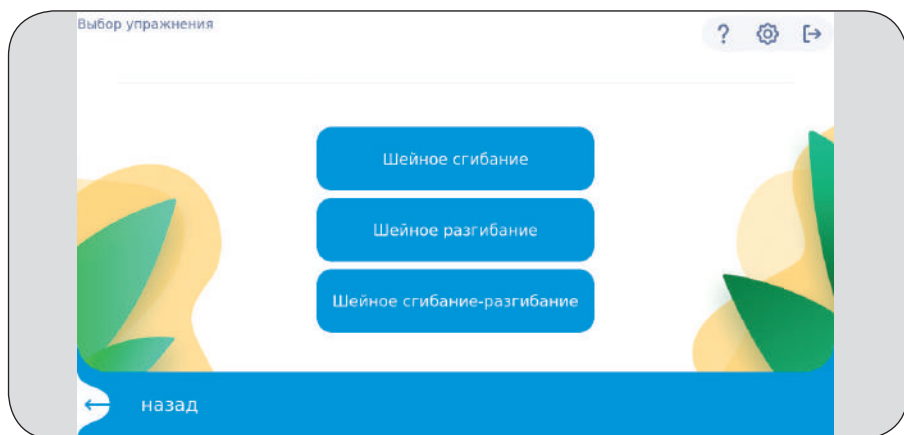 Выбор упражнения
?
Шейное сгибание
Шейное разгибание
Шейное сгибание-разгибание
назад